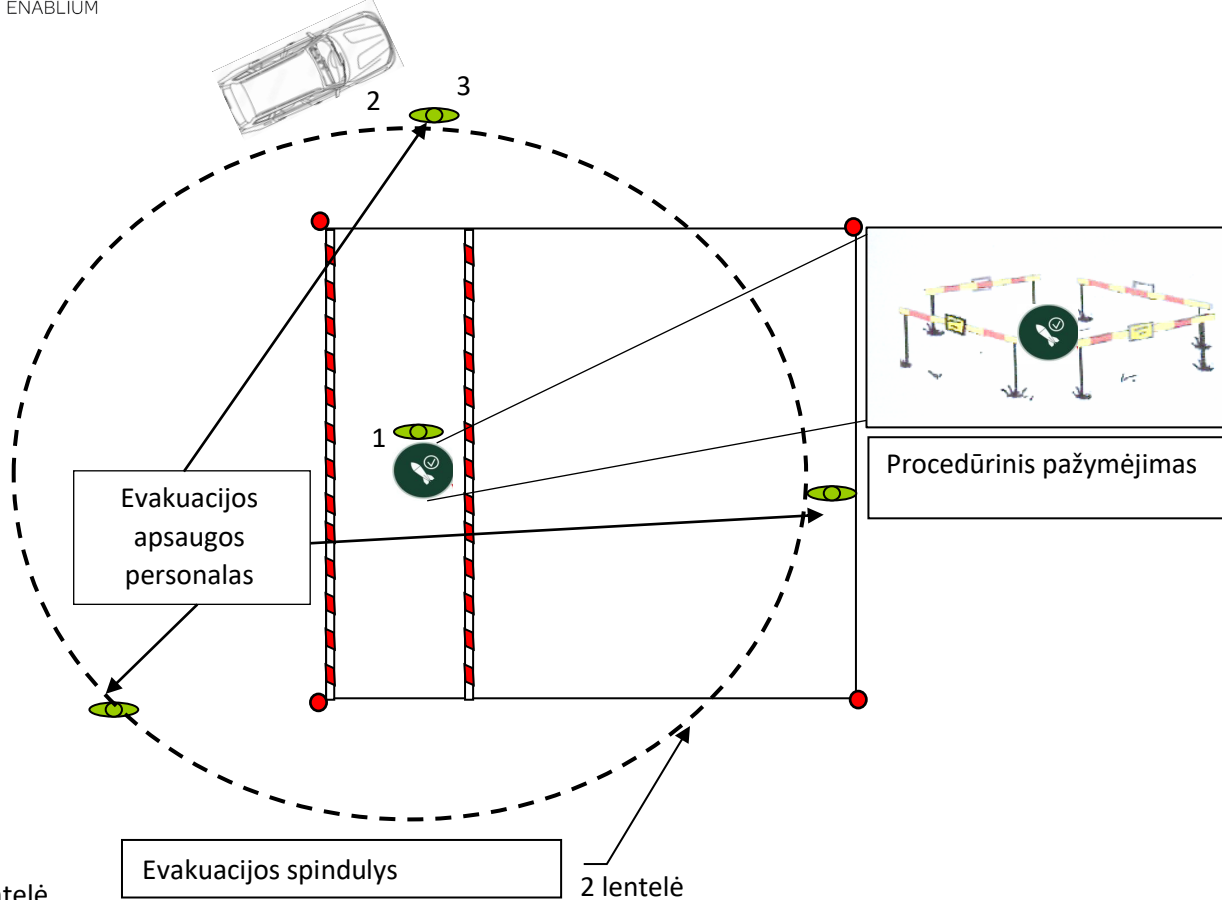 ENABLIUM
2
3
1
Procedūrinis pažymėjimas
Evakuacijos
apsaugos
personalas
Evakuacijos spindulys
2 lentelė